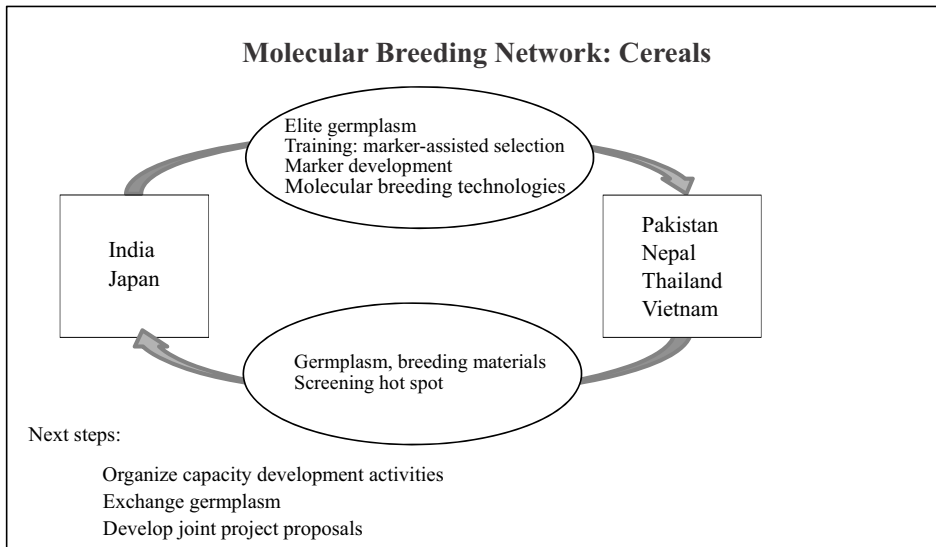 Molecular Breeding Network: Cereals
Elite germplasm
Training: marker-assisted selection
Marker development
Molecular breeding technologies
India
Japan
Pakistan
Nepal
Thailand
Vietnam
Germplasm, breeding materials
Screening hot spot
Next steps:
Organize capacity development activities
Exchange germplasm
Develop joint project proposals